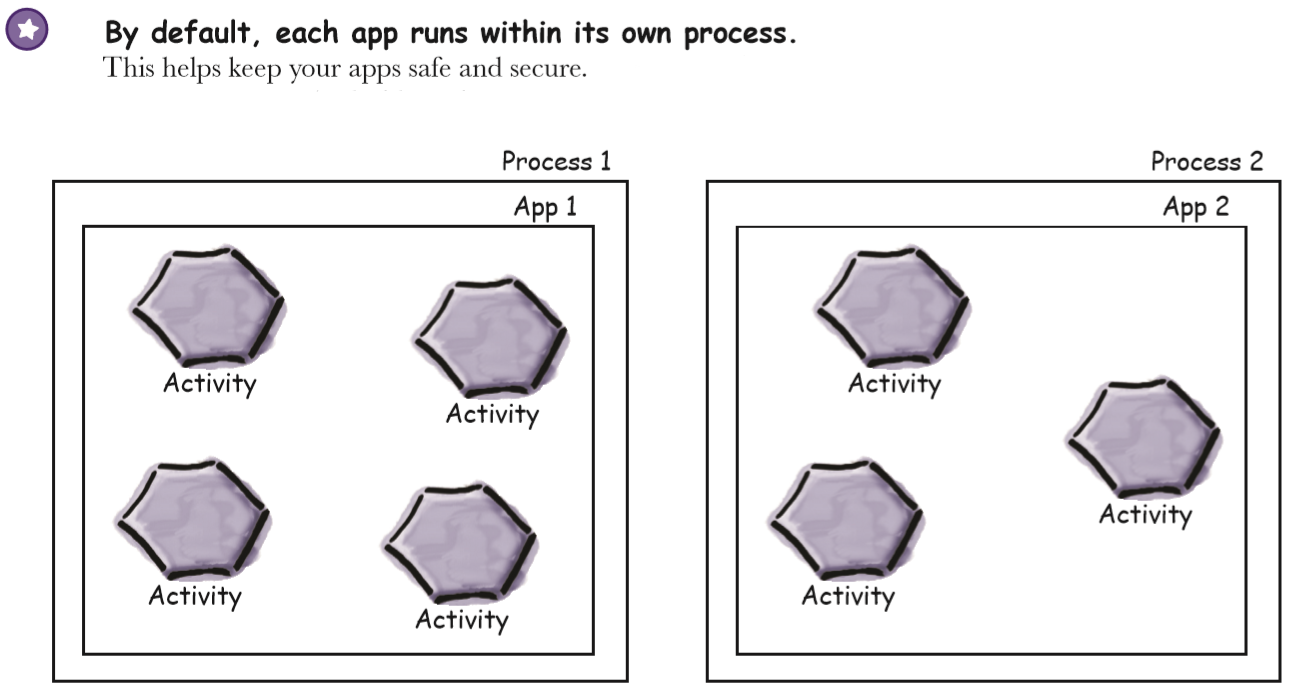 By default, each app runs within its own process.
This helps keep your apps safe and secure.
Process 1
App 1
Activity
Activity
Activity
Activity
Process 2
App 2
Activity
Activity
Activity